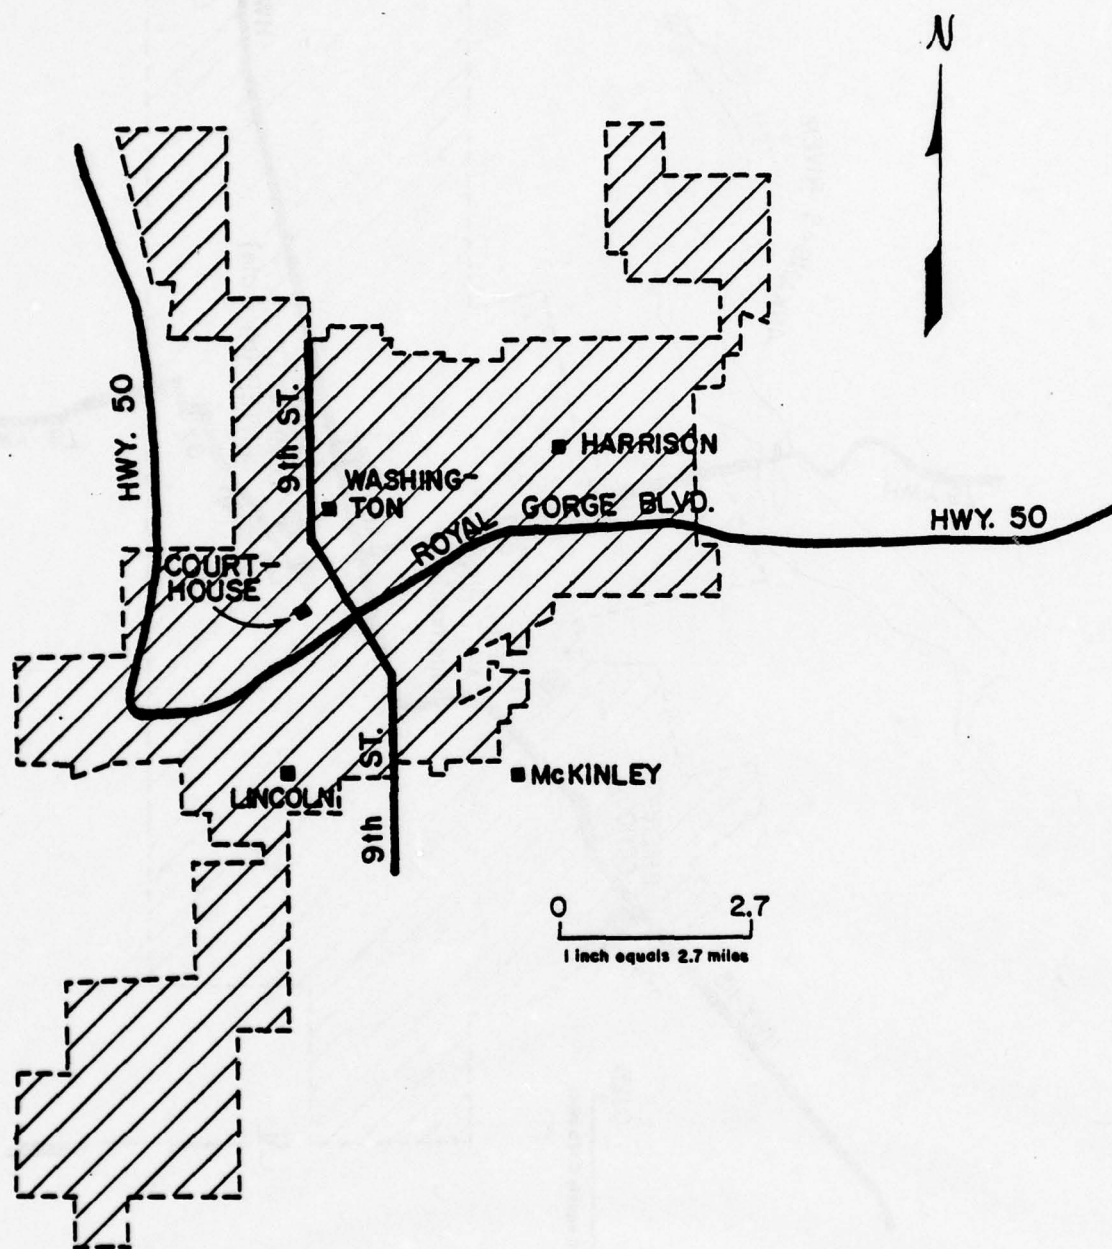 N
HWY. 50
9th ST.
HARRISON
WASHING-
TON
ROYAL GORGE BLVD.
HWY. 50
COURT-
HOUSE
9th ST.
McKINLEY
LINCOLN
0 2.7
1 inch equals 2.7 miles